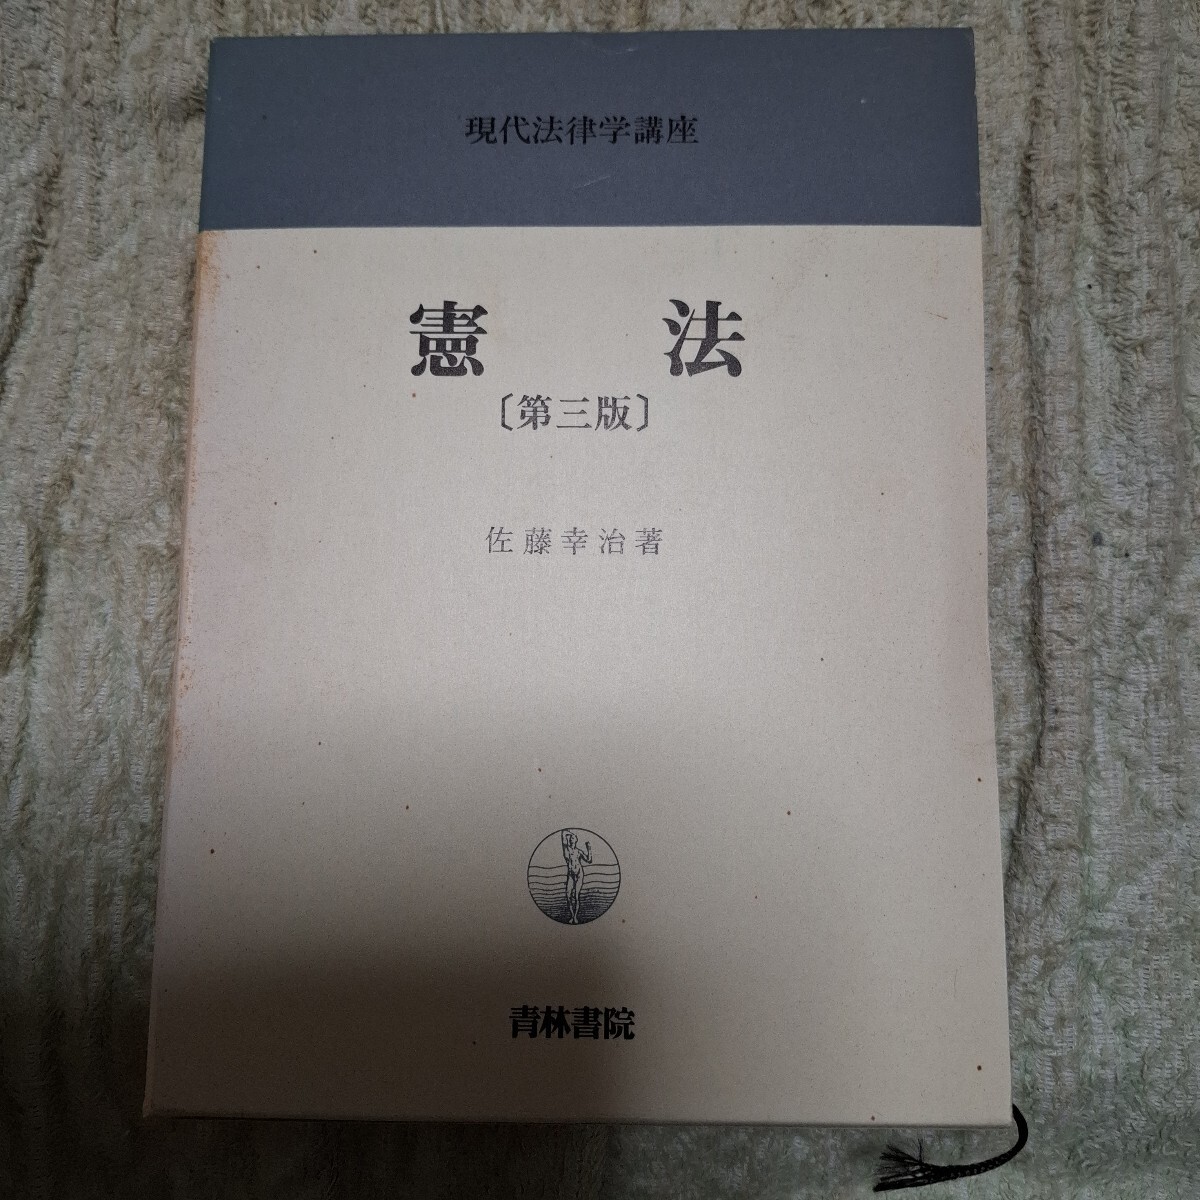 現代法律学講座
憲法
〔第三版〕
佐藤幸治著
青林書院